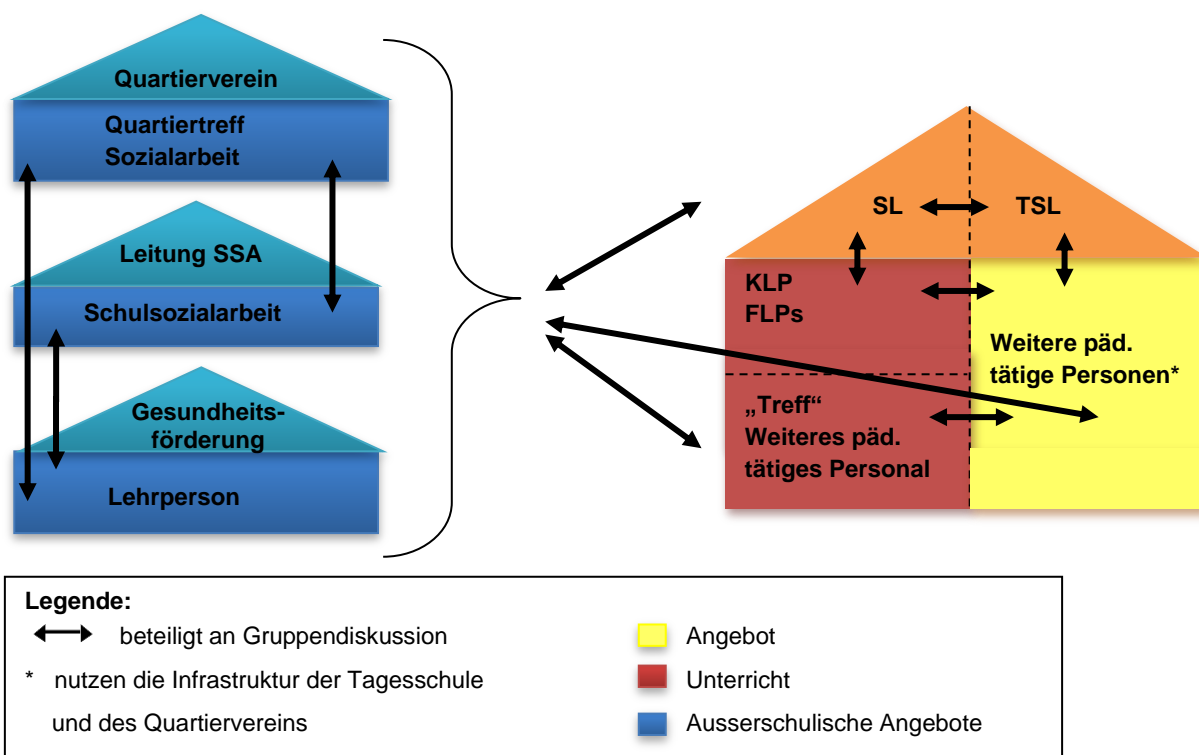 Quartierverein
Quartiertreff
Sozialarbeit
Leitung SSA
Schulsozialarbeit
Gesundheits-
förderung
Lehrperson
SL
TSL
KLP
FLPs
Weitere päd.
tätige Personen*
„Treff“
Weiteres päd.
tätiges Personal
Legende:
beteiligt an Gruppendiskussion
* nutzen die Infrastruktur der Tagesschule
und des Quartiervereins
Angebot
Unterricht
Ausserschulische Angebote